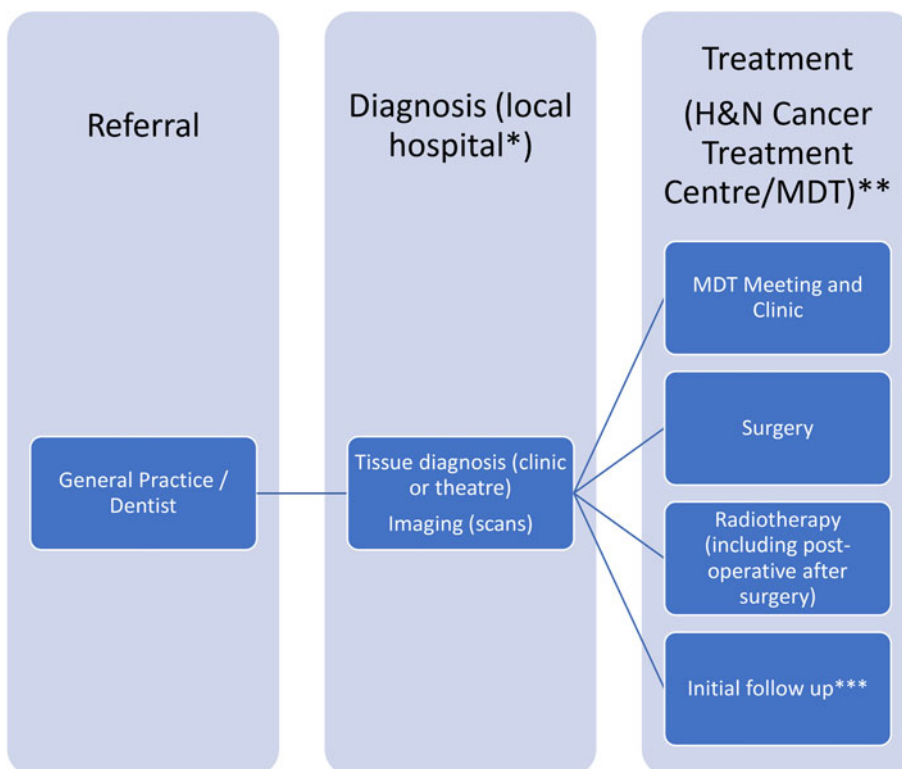 Referral
General Practice /
Dentist
Diagnosis (local
hospital*)
Tissue diagnosis (clinic
or theatre)
Imaging (scans)
Treatment
(H&N Cancer
Treatment
Centre/MDT)**
MDT Meeting and
Clinic
Surgery
Radiotherapy
(including post-
operative after
surgery)
Initial follow up***